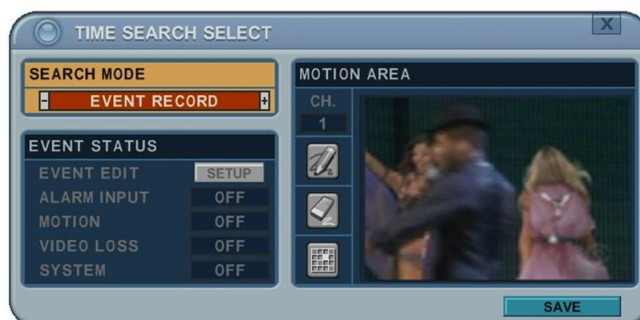 TIME SEARCH SELECT
X
SEARCH MODE
- EVENT RECORD +
EVENT STATUS
EVENT EDIT SETUP
ALARM INPUT OFF
MOTION OFF
VIDEO LOSS OFF
SYSTEM OFF
MOTION AREA
CH.
1
SAVE